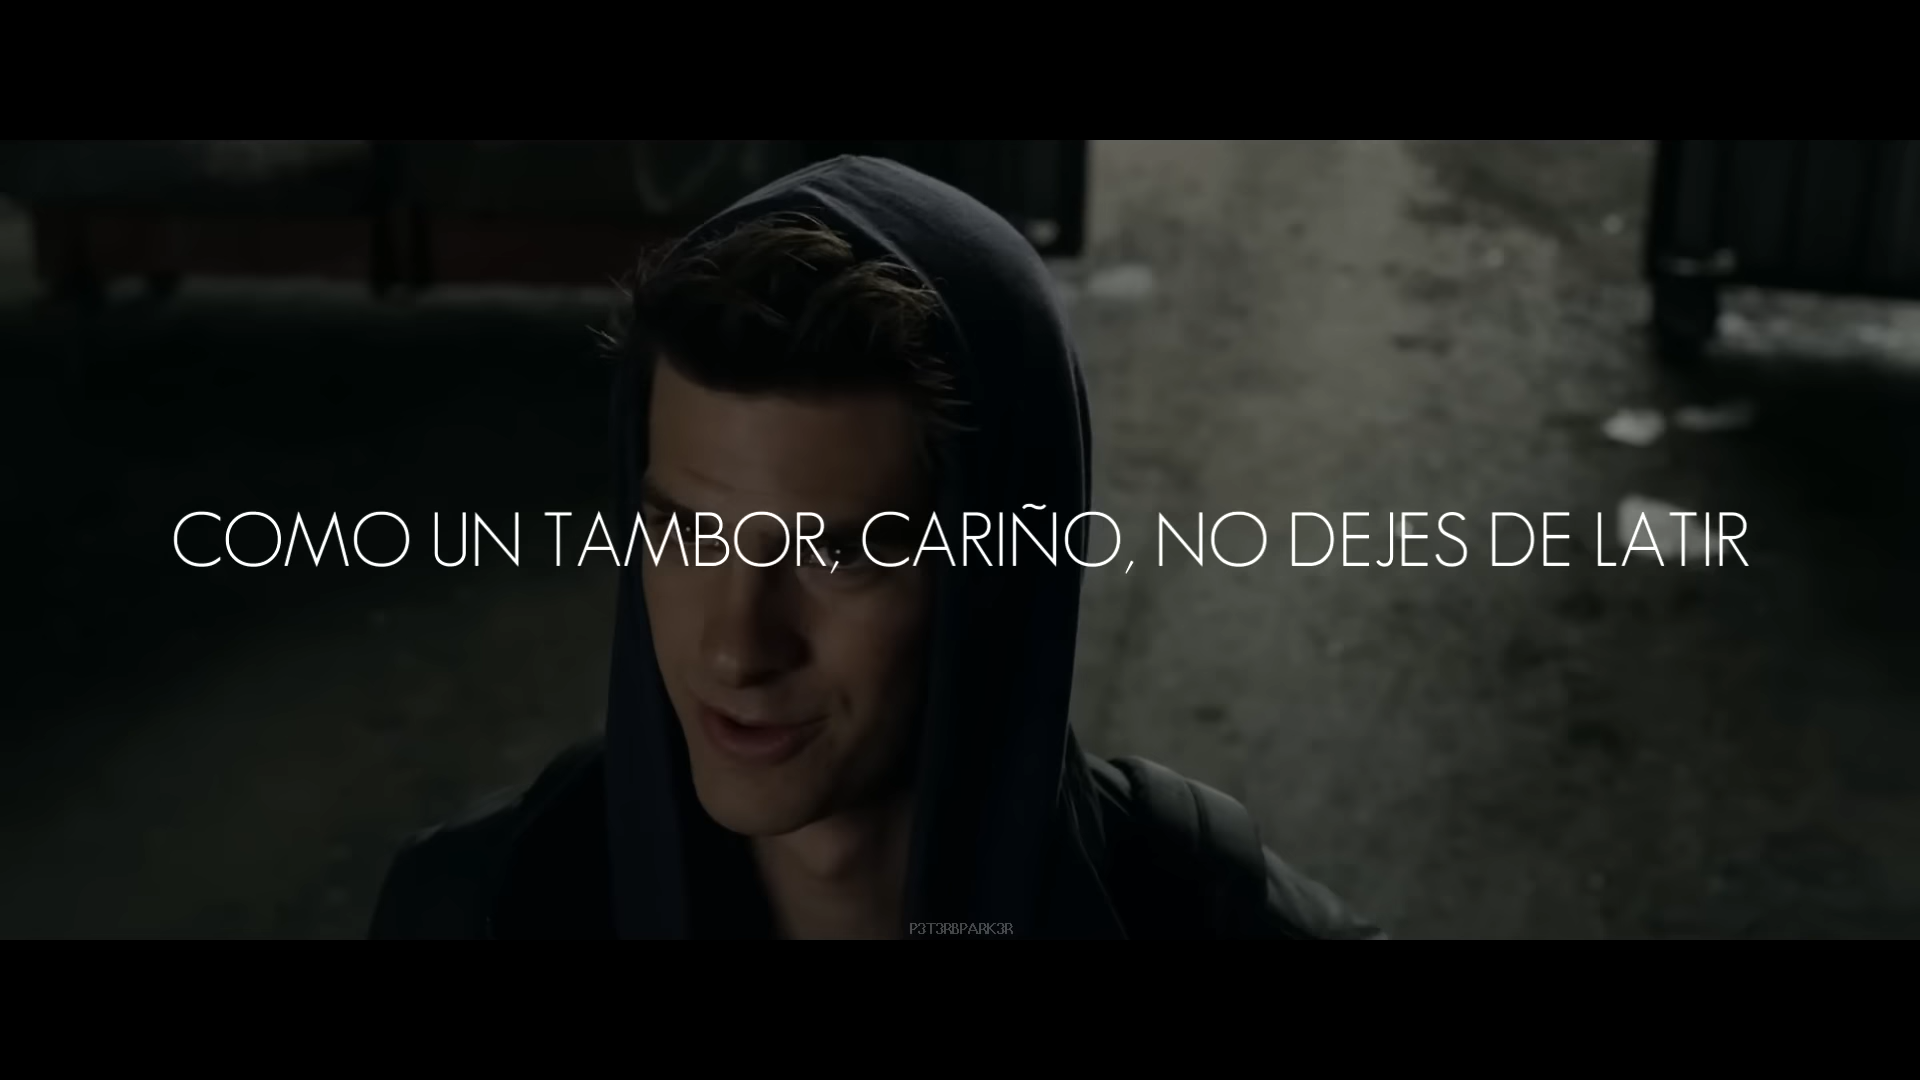 COMO UN TAMBOR, CARIÑO, NO DEJES DE LATIR
P3T3RBPARK3R